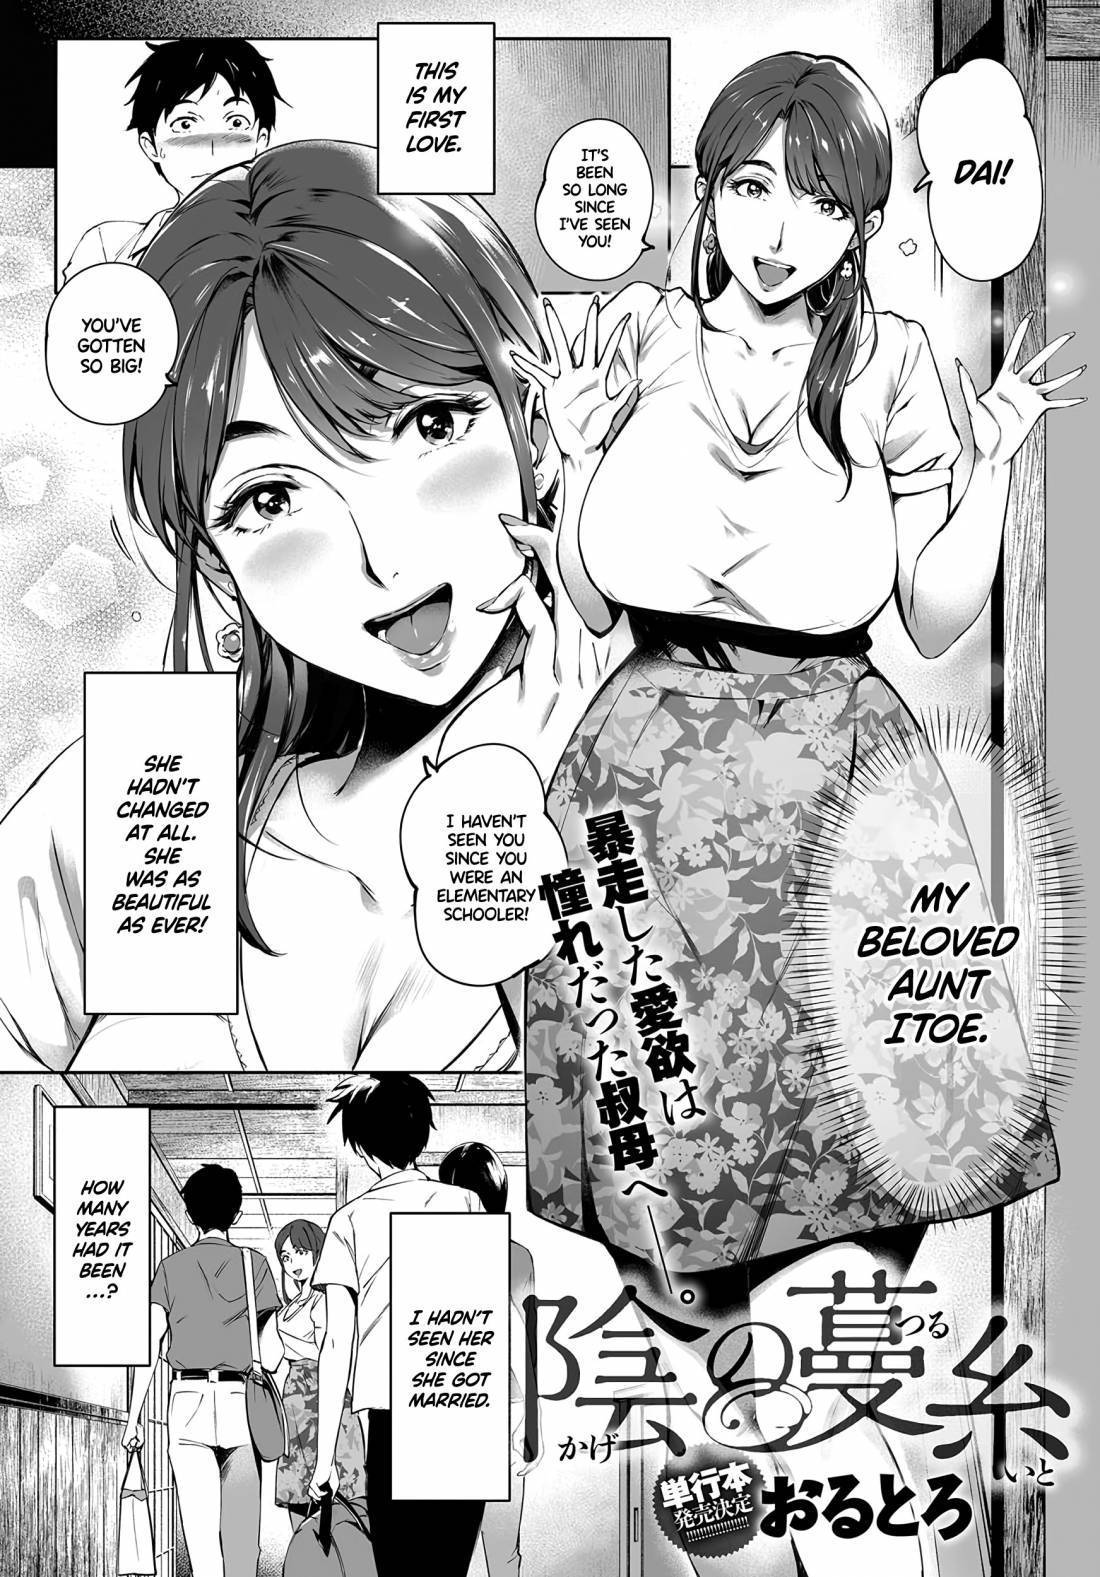 THIS
IS MY
FIRST
LOVE.
DAI!
IT'S
BEEN
SO LONG
SINCE
I'VE SEEN
YOU!
YOU'VE
GOTTEN
SO BIG!
MY
BELOVED
AUNT
ITOE.
I HAVEN'T
SEEN YOU
SINCE YOU
WERE AN
ELEMENTARY
SCHOOLER!
SHE
HADN'T
CHANGED
AT ALL.
SHE
WAS AS
BEAUTIFUL
AS EVER!
暴走した愛欲は
憧れだった叔母へ――。
HOW
MANY
YEARS
HAD IT
BEEN
...?
I HADN'T
SEEN HER
SINCE
SHE GOT
MARRIED.
陰の蔓糸
かげ
つる
いと
単行本
発売決定
!!!!!!!!!!!!
おるとろ